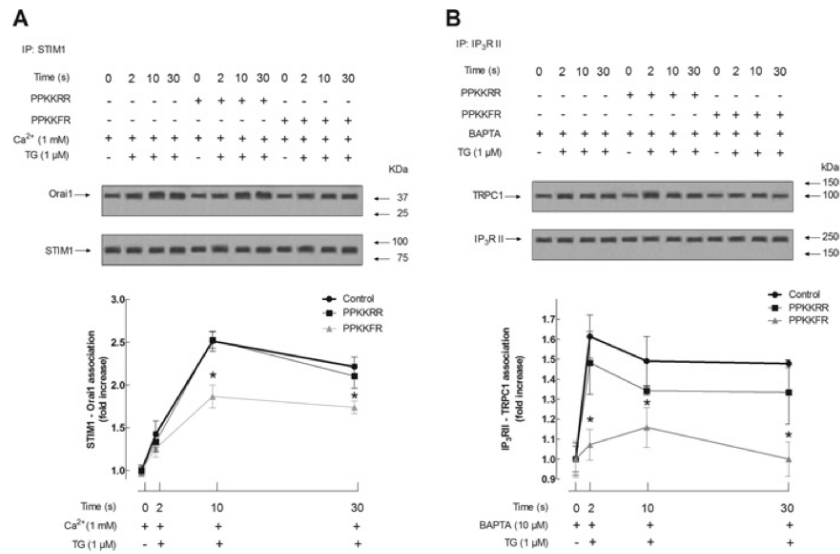 A
IP: STIM1
Time (s) 0 2 10 30 0 2 10 30 0 2 10 30
PPKKRR - - - - + + + + - - - -
PPKKFR - - - - - - - - + + + +
Ca²⁺ (1 mM) + + + + + + + + + + + +
TG (1 µM) - + + + - + + + - + + +
KDa
Orai1
37
25
STIM1
100
75
STIM1 - Orai1 association
(fold increase)
3.0
2.5
2.0
1.5
1.0
Control
PPKKRR
PPKKFR
*
*
Time (s) 0 2 10 30
Ca²⁺ (1 mM) + + + +
TG (1 µM) - + + +
B
IP: IP₃R II
Time (s) 0 2 10 30 0 2 10 30 0 2 10 30
PPKKRR - - - - + + + + - - - -
PPKKFR - - - - - - - - + + + +
BAPTA + + + + + + + + + + + +
TG (1 µM) - + + + - + + + - + + +
KDa
TRPC1
150
100
IP₃R II
250
150
IP₃RII - TRPC1 association
(fold increase)
1.7
1.6
1.5
1.4
1.3
1.2
1.1
1.0
0.9
Control
PPKKRR
PPKKFR
*
*
*
Time (s) 0 2 10 30
BAPTA (10 µM) + + + +
TG (1 µM) - + + +